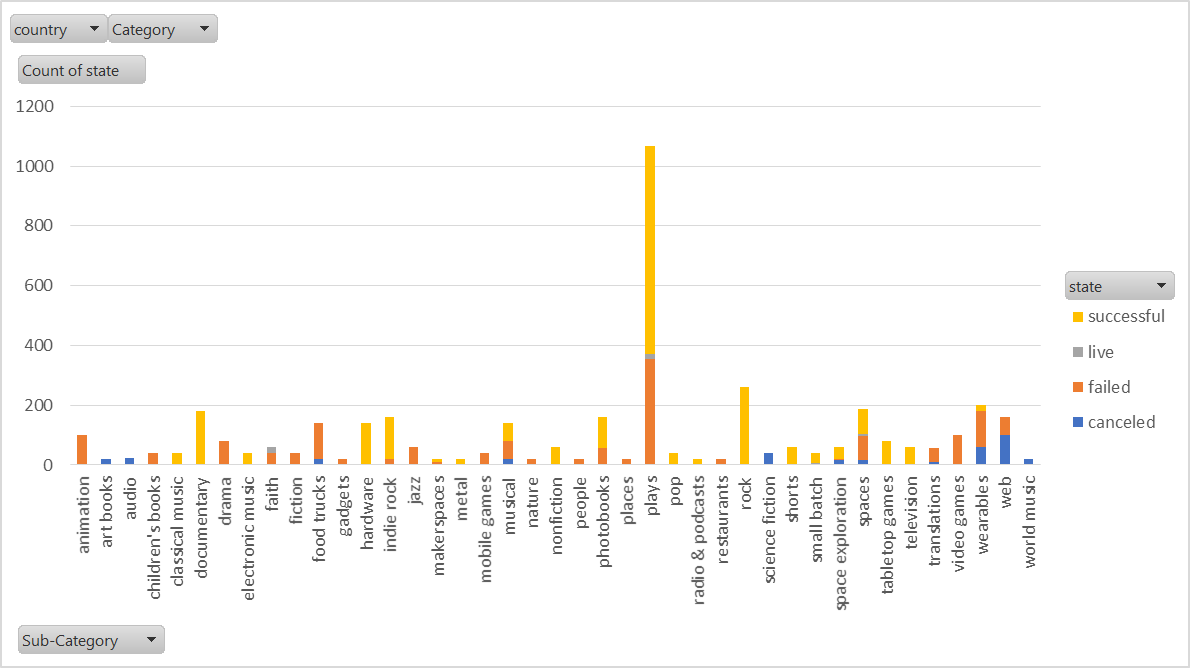 country
Category
Count of state
1200
1000
800
600
400
200
0
animation
art books
audio
children's books
classical music
documentary
drama
electronic music
faith
fiction
food trucks
gadgets
hardware
indie rock
jazz
makerspaces
metal
mobile games
musical
nature
nonfiction
people
photobooks
places
plays
pop
radio & podcasts
restaurants
rock
science fiction
shorts
small batch
space exploration
spaces
tabletop games
television
translations
video games
wearables
web
world music
state
successful
live
failed
canceled
Sub-Category